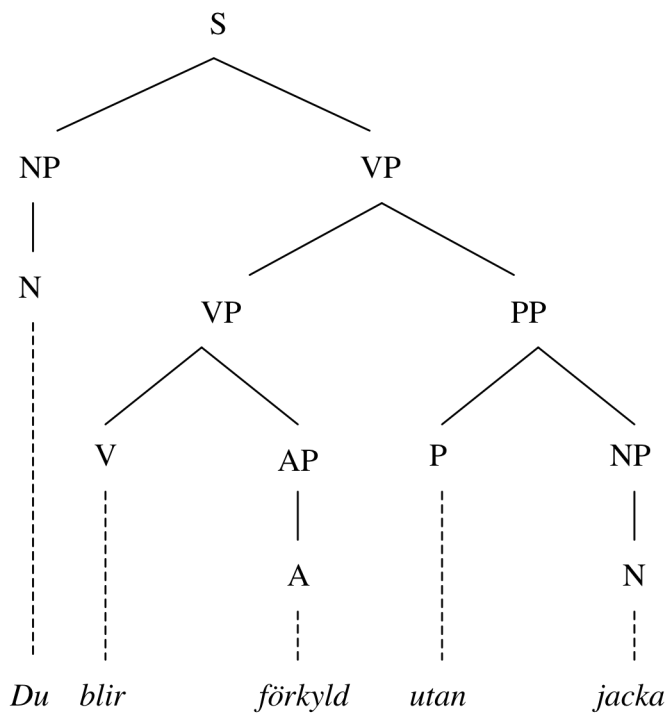 S
NP VP
N
VP PP
V AP P NP
A N
Du blir förkyld utan jacka